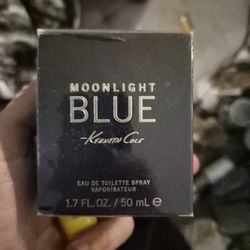 MOONLIGHT
BLUE
-KENNETH COLE
EAU DE TOILETTE SPRAY
VAPORISATEUR
1.7 FL.OZ. / 50 mL ℮